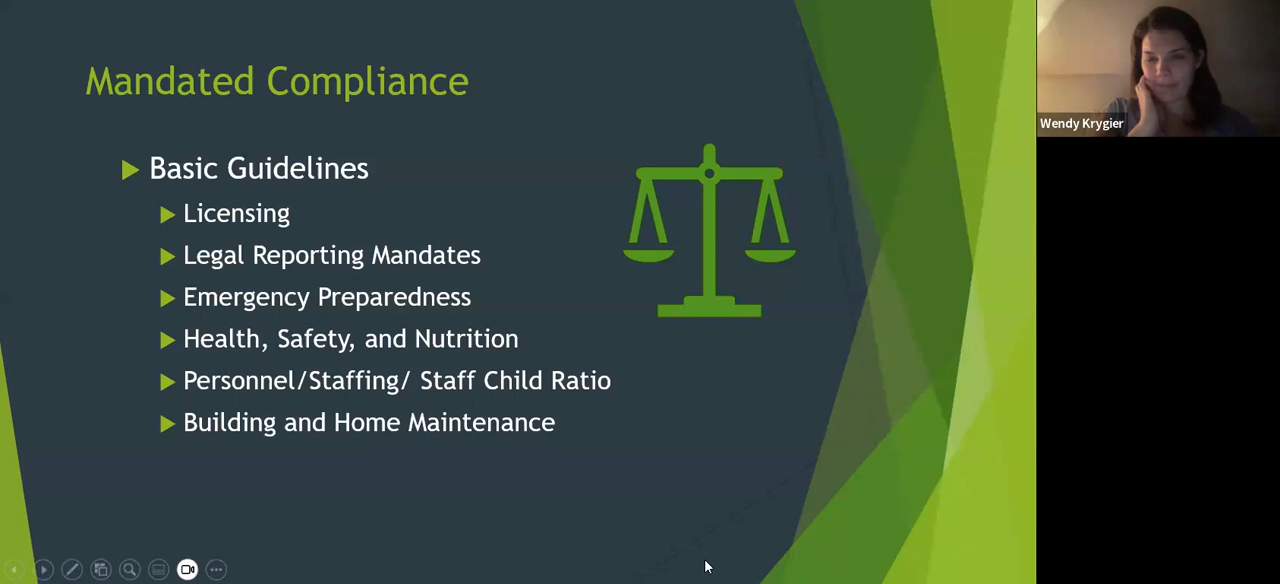 Mandated Compliance
Basic Guidelines
Licensing
Legal Reporting Mandates
Emergency Preparedness
Health, Safety, and Nutrition
Personnel/Staffing/ Staff Child Ratio
Building and Home Maintenance
Wendy Krygier